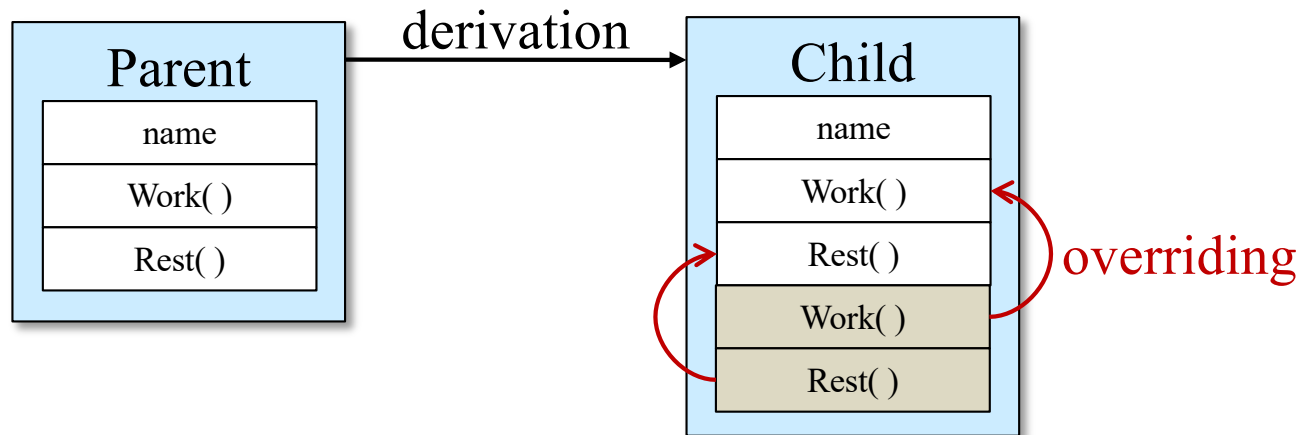 derivation
Parent
name
Work( )
Rest( )
Child
name
Work( )
Rest( )
Work( )
Rest( )
overriding